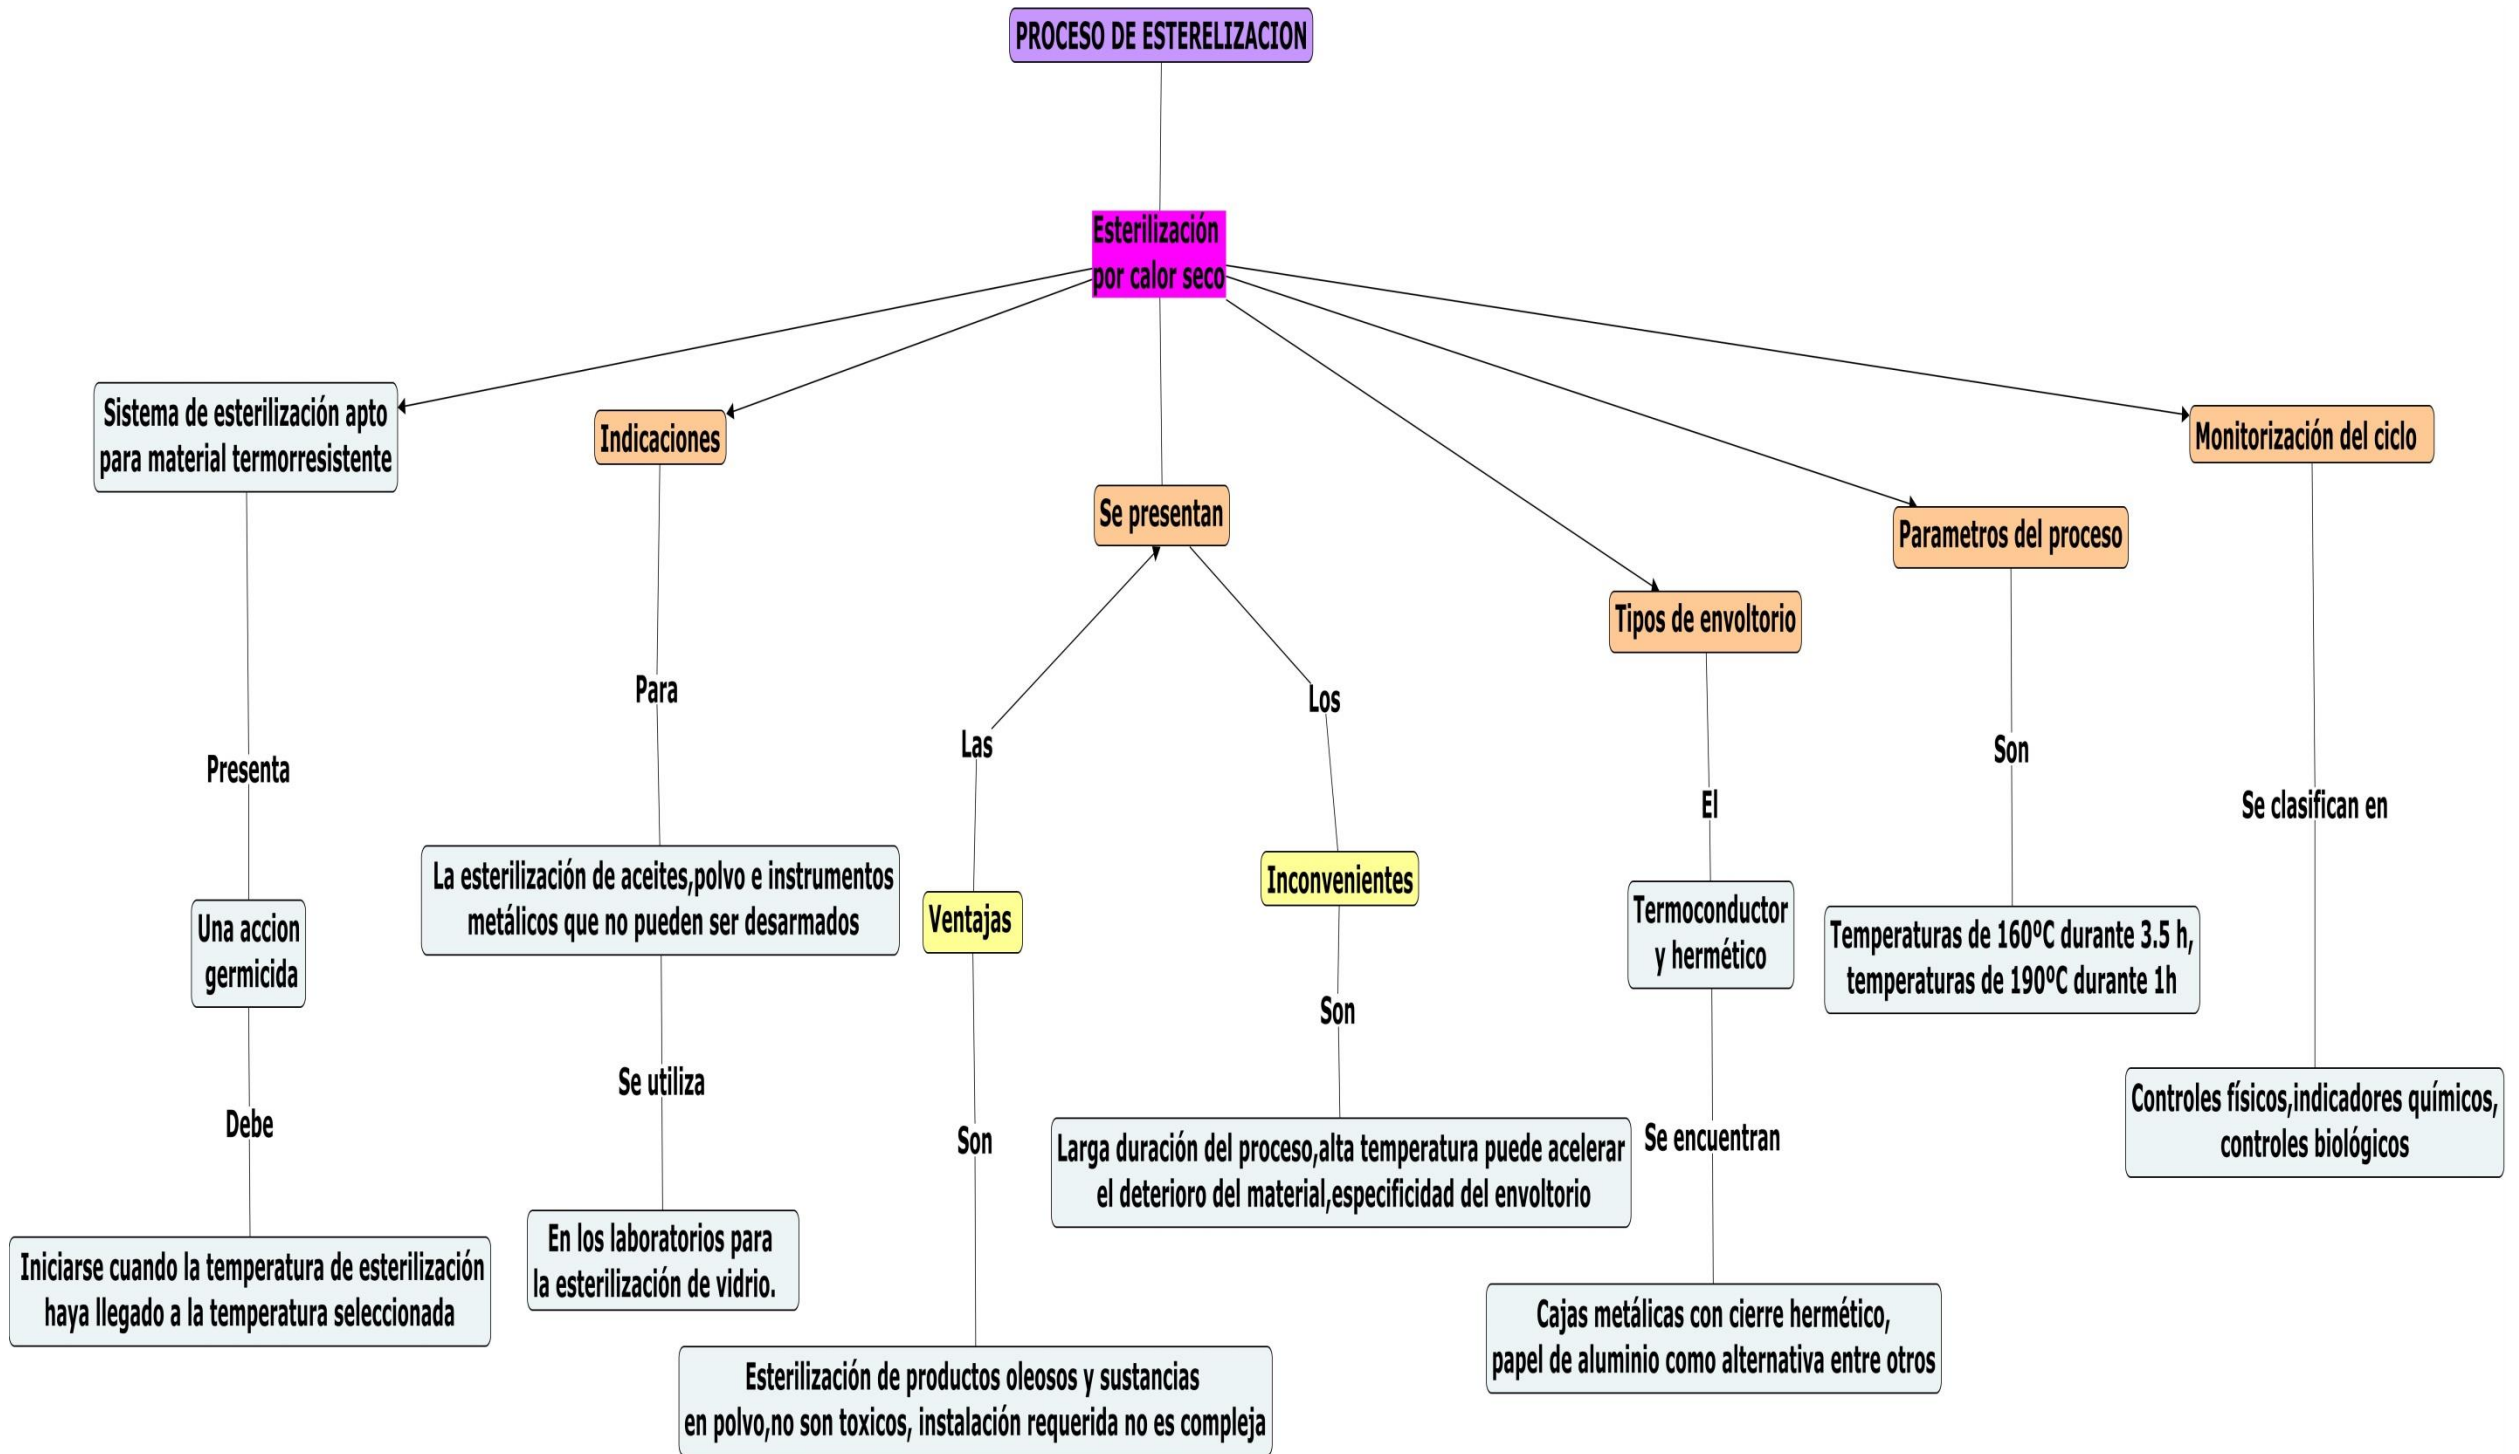 PROCESO DE ESTERELIZACION
Esterilización
por calor seco
Sistema de esterilización apto
para material termorresistente
Presenta
Una accion
germicida
Debe
Iniciarse cuando la temperatura de esterilización
haya llegado a la temperatura seleccionada
Indicaciones
Para
La esterilización de aceites,polvo e instrumentos
metálicos que no pueden ser desarmados
Se utiliza
En los laboratorios para
la esterilización de vidrio.
Se presentan
Las
Ventajas
Son
Esterilización de productos oleosos y sustancias
en polvo,no son toxicos, instalación requerida no es compleja
Los
Inconvenientes
Son
Larga duración del proceso,alta temperatura puede acelerar
el deterioro del material,especificidad del envoltorio
Tipos de envoltorio
El
Termoconductor
y hermético
Se encuentran
Cajas metálicas con cierre hermético,
papel de aluminio como alternativa entre otros
Parametros del proceso
Son
Temperaturas de 160ºC durante 3.5 h,
temperaturas de 190ºC durante 1h
Monitorización del ciclo
Se clasifican en
Controles físicos,indicadores químicos,
controles biológicos